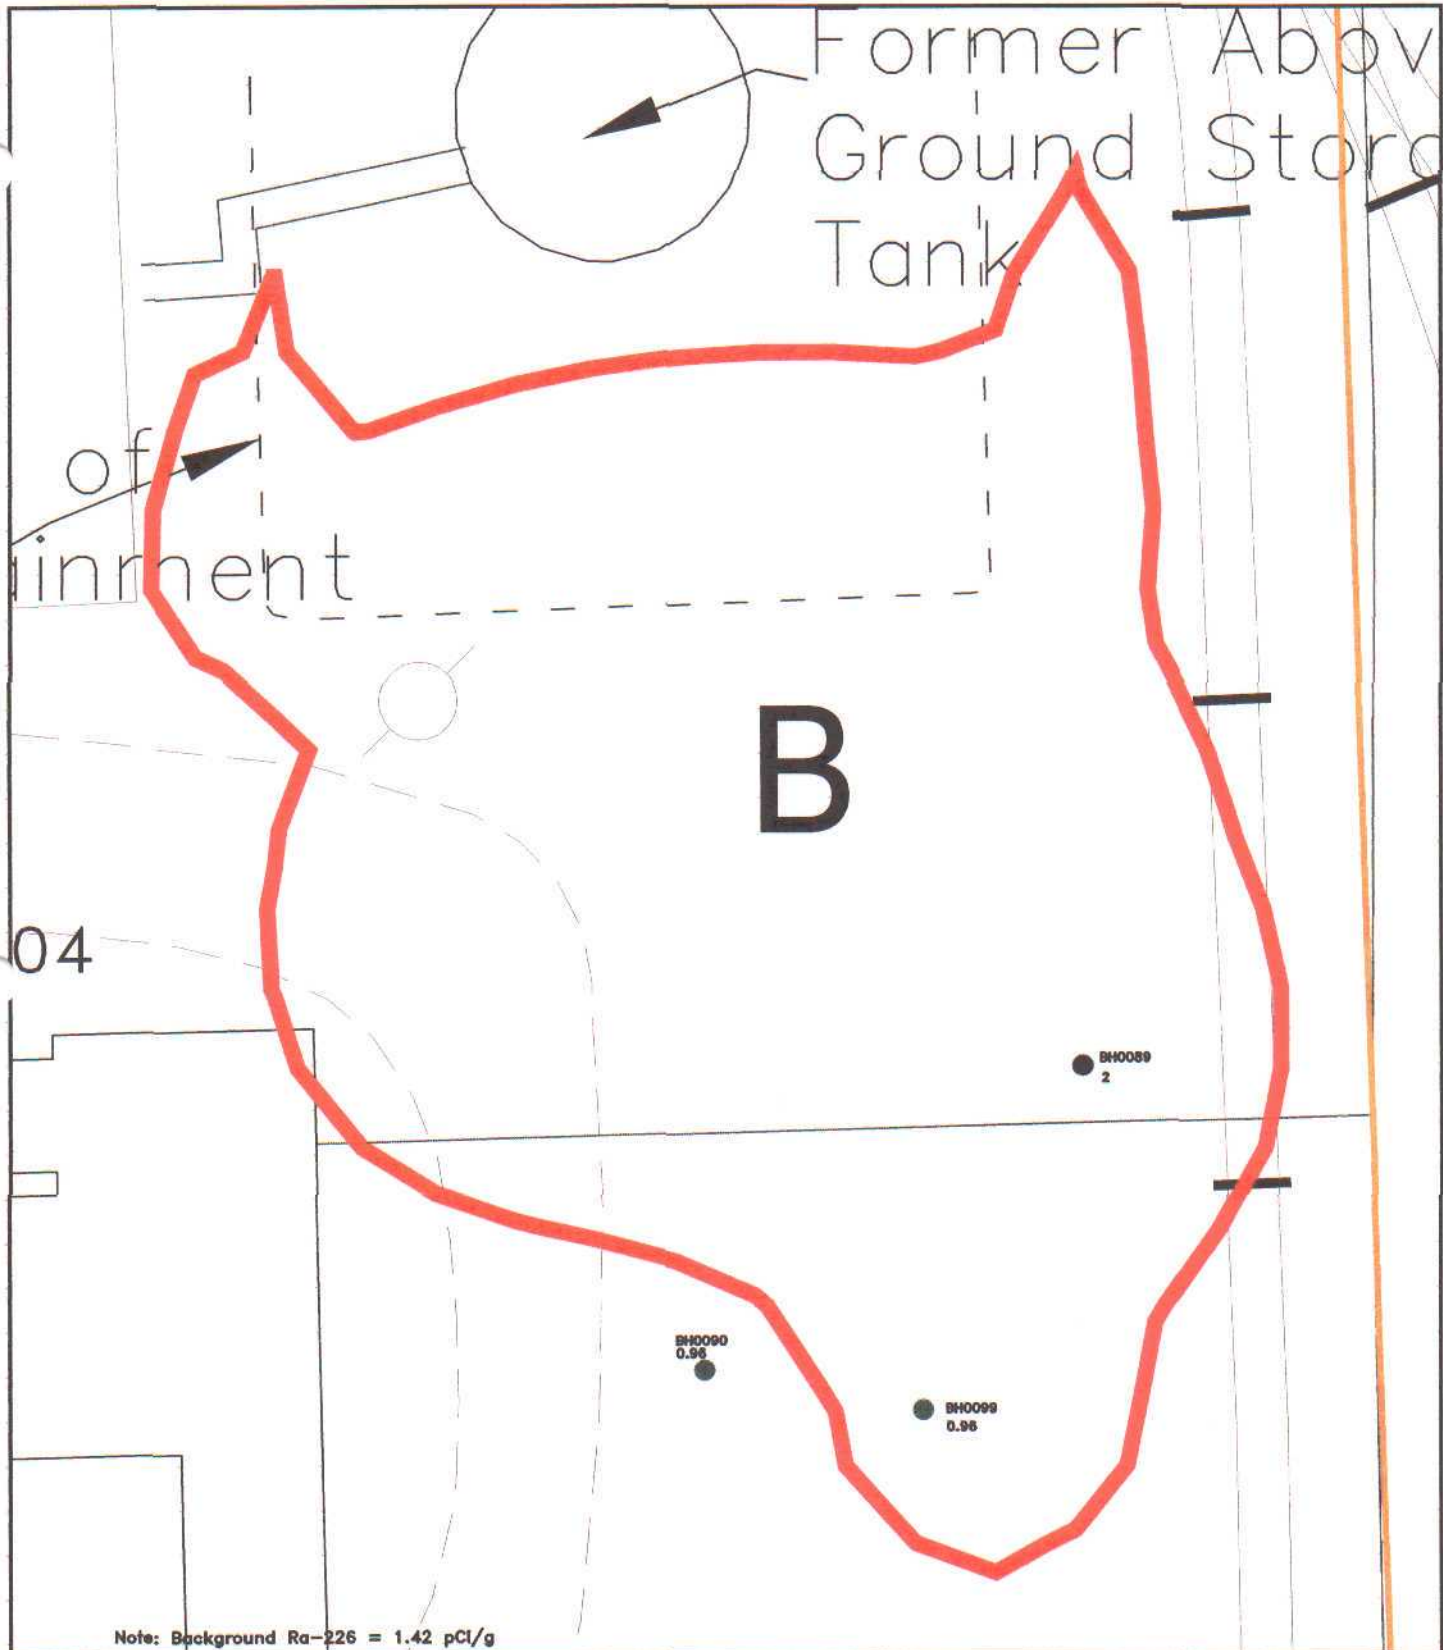 Former Abov
Ground Stora
Tank
of
ainment
B
04
BH0089
2
BH0090
0.96
BH0099
0.96
Note: Background Ra-226 = 1.42 pCi/g